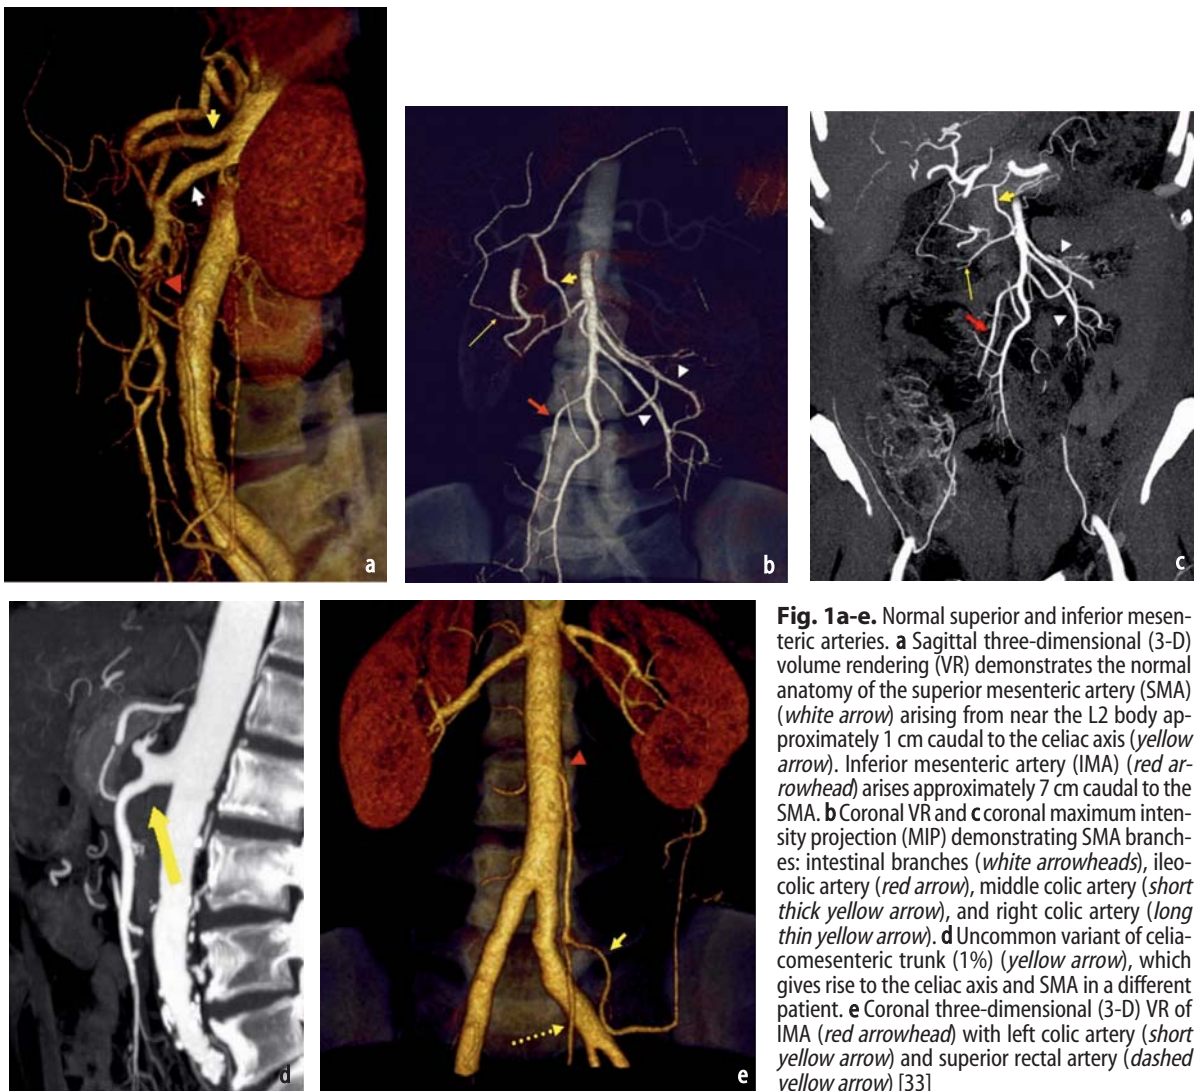 a
b
c
d
e
Fig. 1a-e. Normal superior and inferior mesen-
teric arteries. a Sagittal three-dimensional (3-D)
volume rendering (VR) demonstrates the normal
anatomy of the superior mesenteric artery (SMA)
(white arrow) arising from near the L2 body ap-
proximately 1 cm caudal to the celiac axis (yellow
arrow). Inferior mesenteric artery (IMA) (red ar-
rowhead) arises approximately 7 cm caudal to the
SMA. b Coronal VR and c coronal maximum inten-
sity projection (MIP) demonstrating SMA branch-
es: intestinal branches (white arrowheads), ileo-
colic artery (red arrow), middle colic artery (short
thick yellow arrow), and right colic artery (long
thin yellow arrow). d Uncommon variant of celia-
comesenteric trunk (1%) (yellow arrow), which
gives rise to the celiac axis and SMA in a different
patient. e Coronal three-dimensional (3-D) VR of
IMA (red arrowhead) with left colic artery (short
yellow arrow) and superior rectal artery (dashed
yellow arrow) [33]